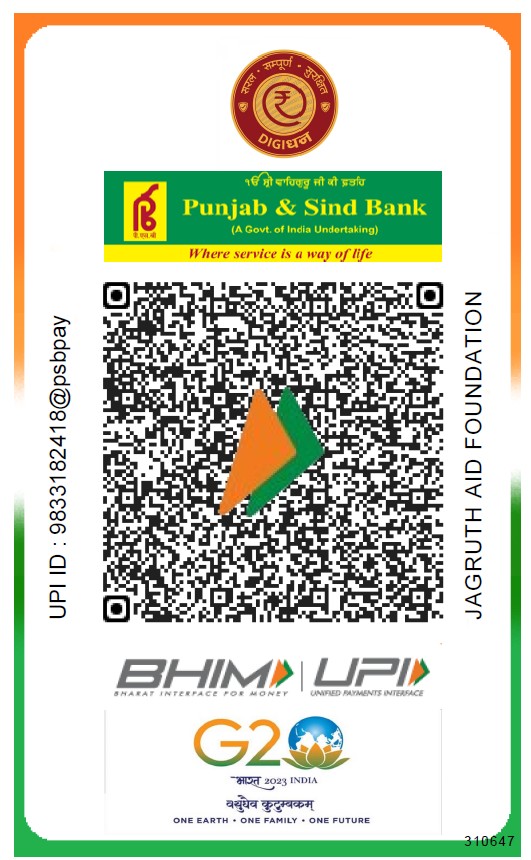 सरल • सम्पूर्ण • सुरक्षित
DIGIधन
ੴ ਸ੍ਰੀ ਵਾਹਿਗੁਰੂ ਜੀ ਕੀ ਫ਼ਤਹਿ
Punjab & Sind Bank
(A Govt. of India Undertaking)
पी.एस.बी
Where service is a way of life
UPI ID : 9833182418@psbpay
JAGRUTH AID FOUNDATION
BHIM UPI
BHARAT INTERFACE FOR MONEY UNIFIED PAYMENTS INTERFACE
G20
भारत 2023 INDIA
वसुधैव कुटुम्बकम्
ONE EARTH • ONE FAMILY • ONE FUTURE
310647